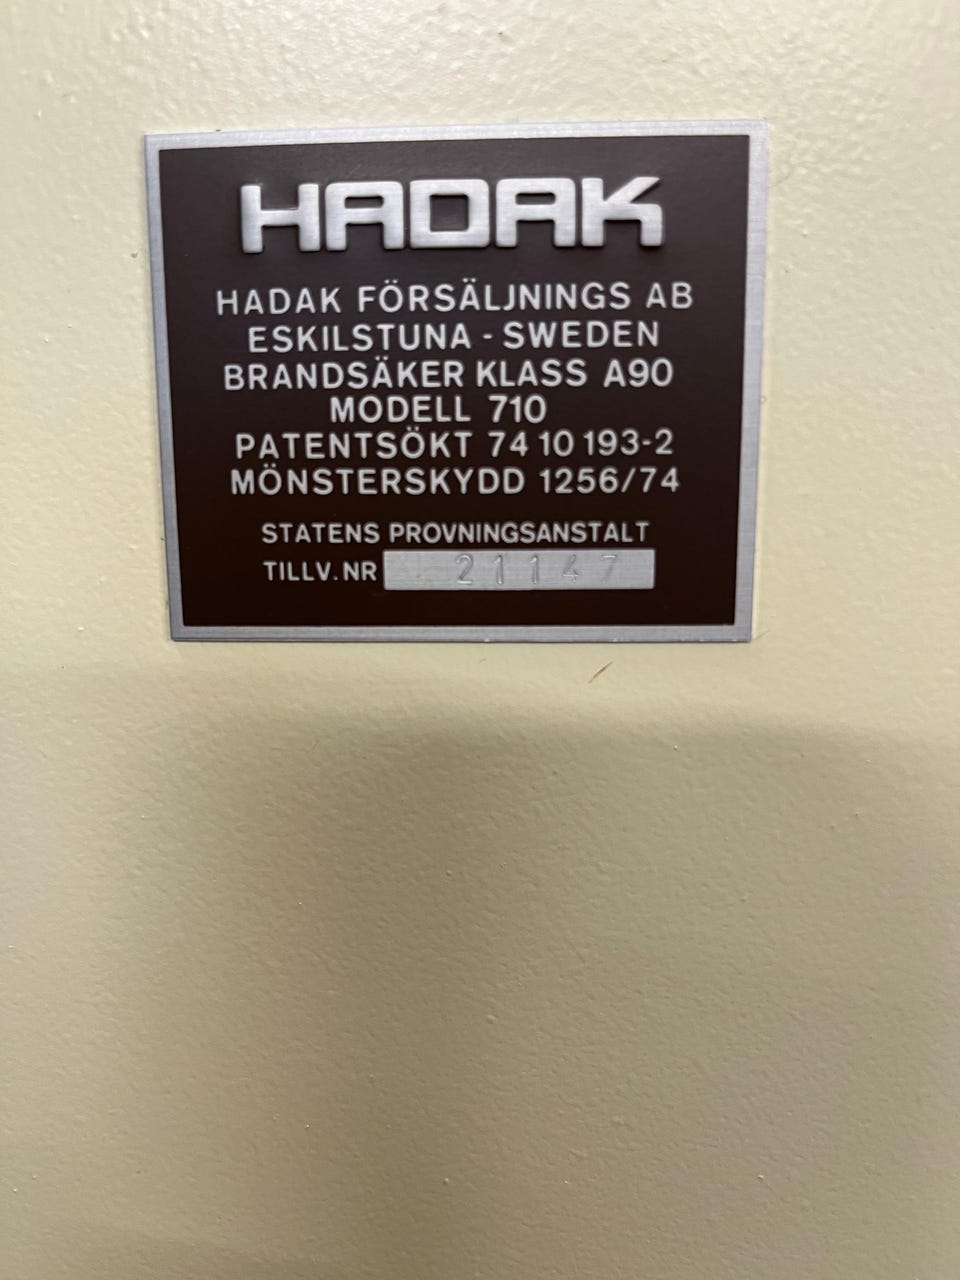 HADAK
HADAK FÖRSÄLJNINGS AB
ESKILSTUNA - SWEDEN
BRANDSÄKER KLASS A90
MODELL 710
PATENTSÖKT 74 10 193-2
MÖNSTERSKYDD 1256/74
STATENS PROVNINGSANSTALT
TILLV. NR 21147